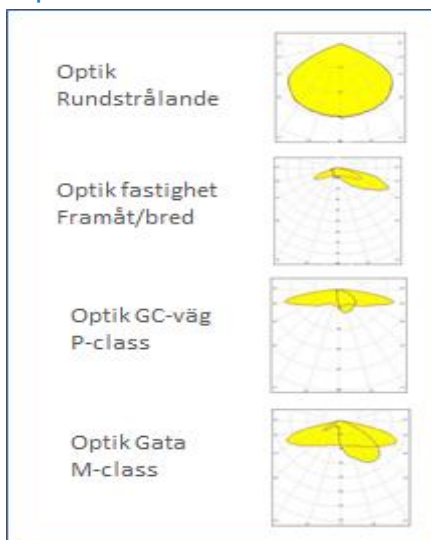 Optik
Rundstrålande
Optik fastighet
Framåt/bred
Optik GC-väg
P-class
Optik Gata
M-class